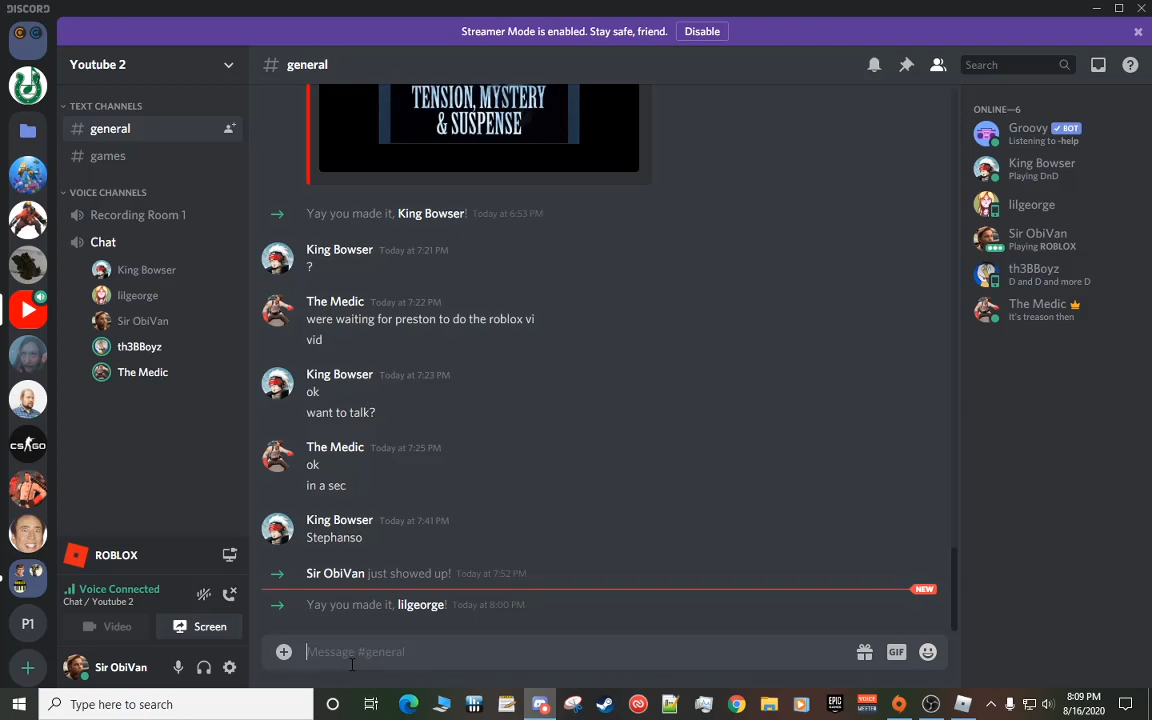 DISCORD
Streamer Mode is enabled. Stay safe, friend. Disable
Youtube 2
# general
Search
TEXT CHANNELS
# general
# games
VOICE CHANNELS
Recording Room 1
Chat
King Bowser
lilgeorge
Sir ObiVan
th3BBoyz
The Medic
CS:GO
P1
ROBLOX
Voice Connected
Chat / Youtube 2
Video
Screen
Sir ObiVan
TENSION, MYSTERY
& SUSPENSE
Yay you made it, King Bowser! Today at 6:53 PM
King Bowser Today at 7:21 PM
?
The Medic Today at 7:22 PM
were waiting for preston to do the roblox vi
vid
King Bowser Today at 7:23 PM
ok
want to talk?
The Medic Today at 7:25 PM
ok
in a sec
King Bowser Today at 7:41 PM
Stephanso
Sir ObiVan just showed up! Today at 7:52 PM
NEW
Yay you made it, lilgeorge! Today at 8:00 PM
Message #general
GIF
ONLINE—6
Groovy ✓ BOT
Listening to -help
King Bowser
Playing DnD
lilgeorge
Sir ObiVan
Playing ROBLOX
th3BBoyz
D and D and more D
The Medic
It's treason then
Type here to search
EPIC
GAMES
VOICE
MEETER
8:09 PM
8/16/2020